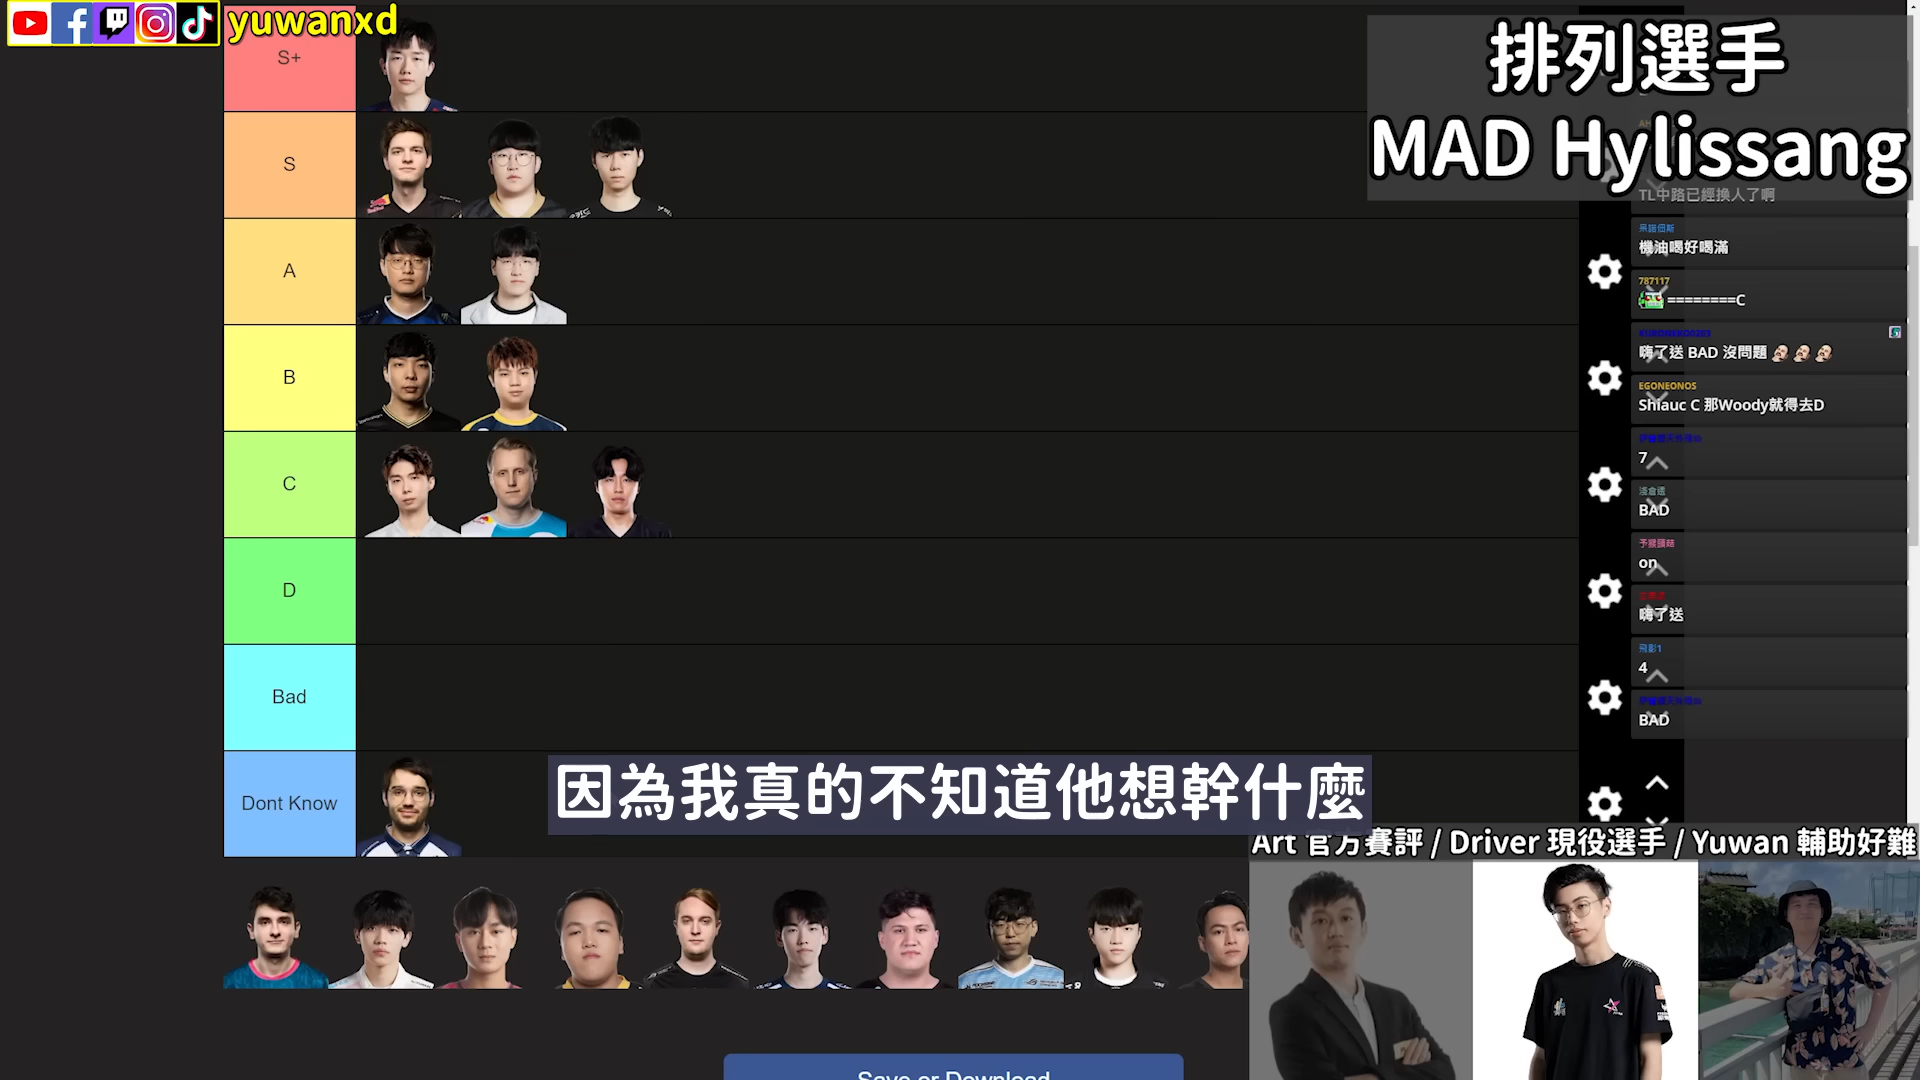 yuwanxd
排列選手
MAD Hylissang
S+
S
A
B
C
D
Bad
Dont Know
TL中路已經換人了啊
機油喝好喝滿
787117
========C
嗨了送 BAD 沒問題
EGONEONOS
Shiauc C 那Woody就得去D
7
BAD
on
嗨了送
飛影1
4
BAD
因為我真的不知道他想幹什麼
Art 官方賽評 / Driver 現役選手 / Yuwan 輔助好難
Save or Download